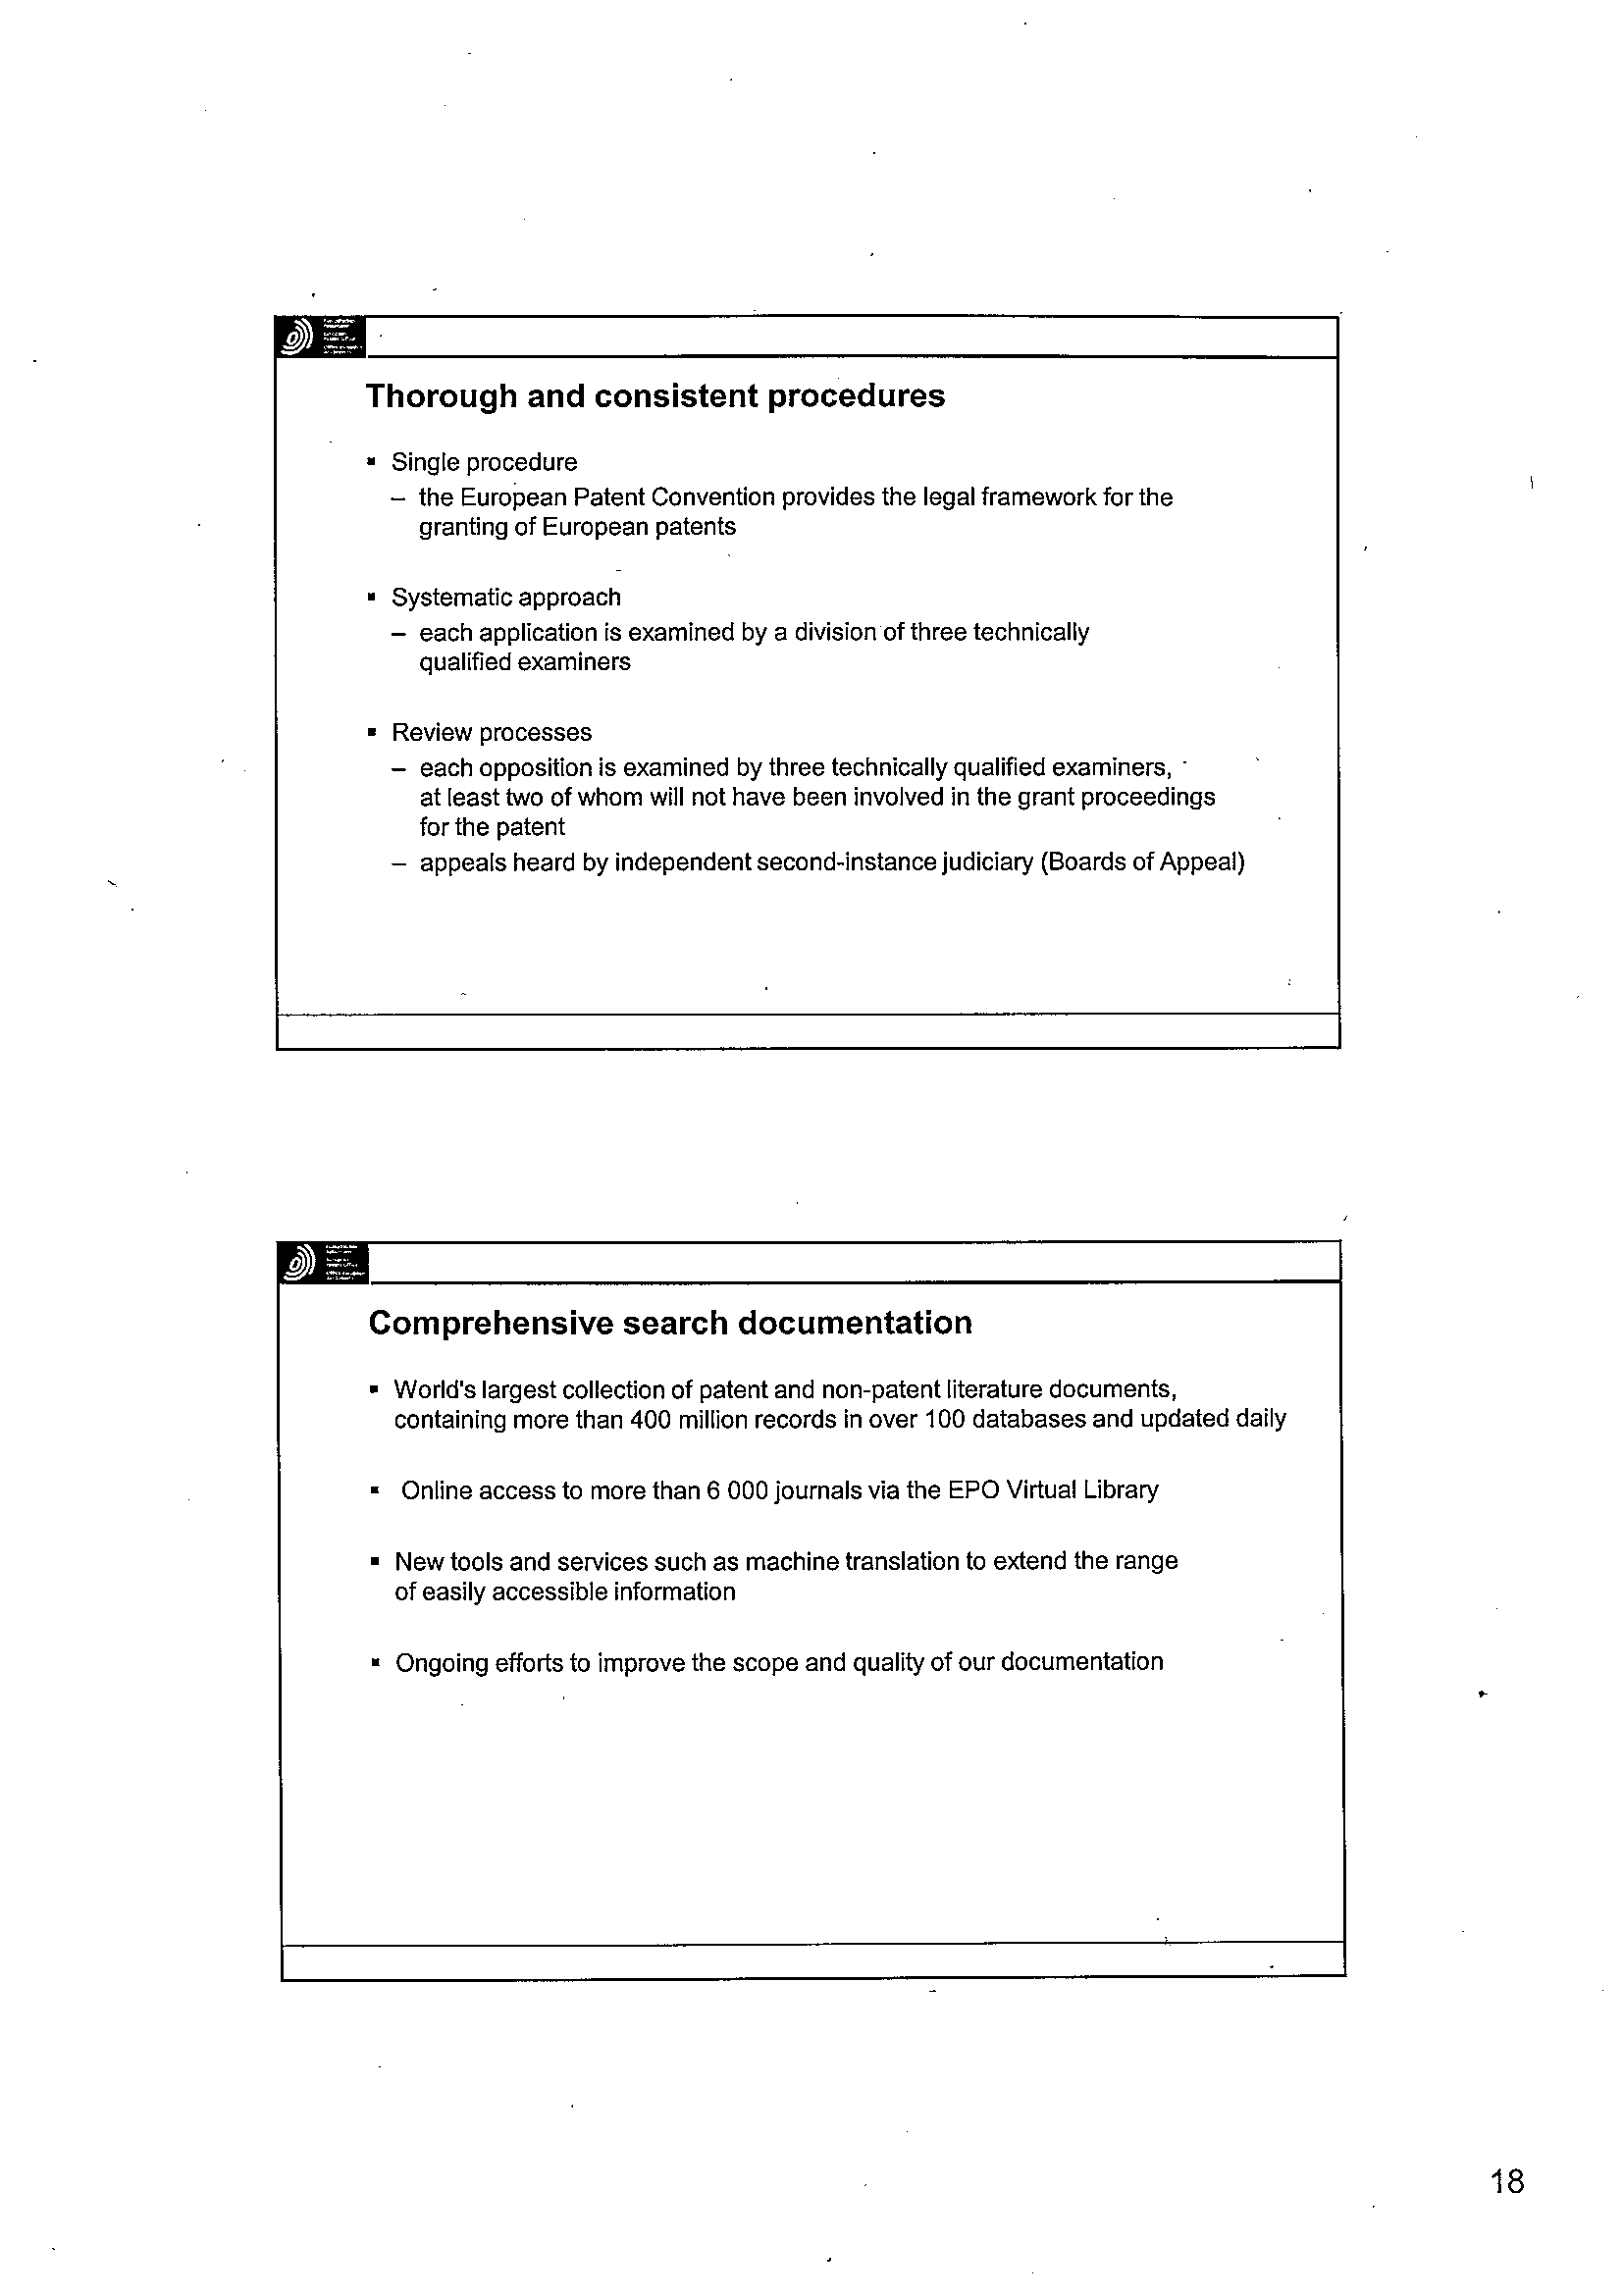 Thorough and consistent procedures
▪ Single procedure
– the European Patent Convention provides the legal framework for the
granting of European patents
▪ Systematic approach
– each application is examined by a division of three technically
qualified examiners
▪ Review processes
– each opposition is examined by three technically qualified examiners,
at least two of whom will not have been involved in the grant proceedings
for the patent
– appeals heard by independent second-instance judiciary (Boards of Appeal)
Comprehensive search documentation
▪ World's largest collection of patent and non-patent literature documents,
containing more than 400 million records in over 100 databases and updated daily
▪ Online access to more than 6 000 journals via the EPO Virtual Library
▪ New tools and services such as machine translation to extend the range
of easily accessible information
▪ Ongoing efforts to improve the scope and quality of our documentation
18